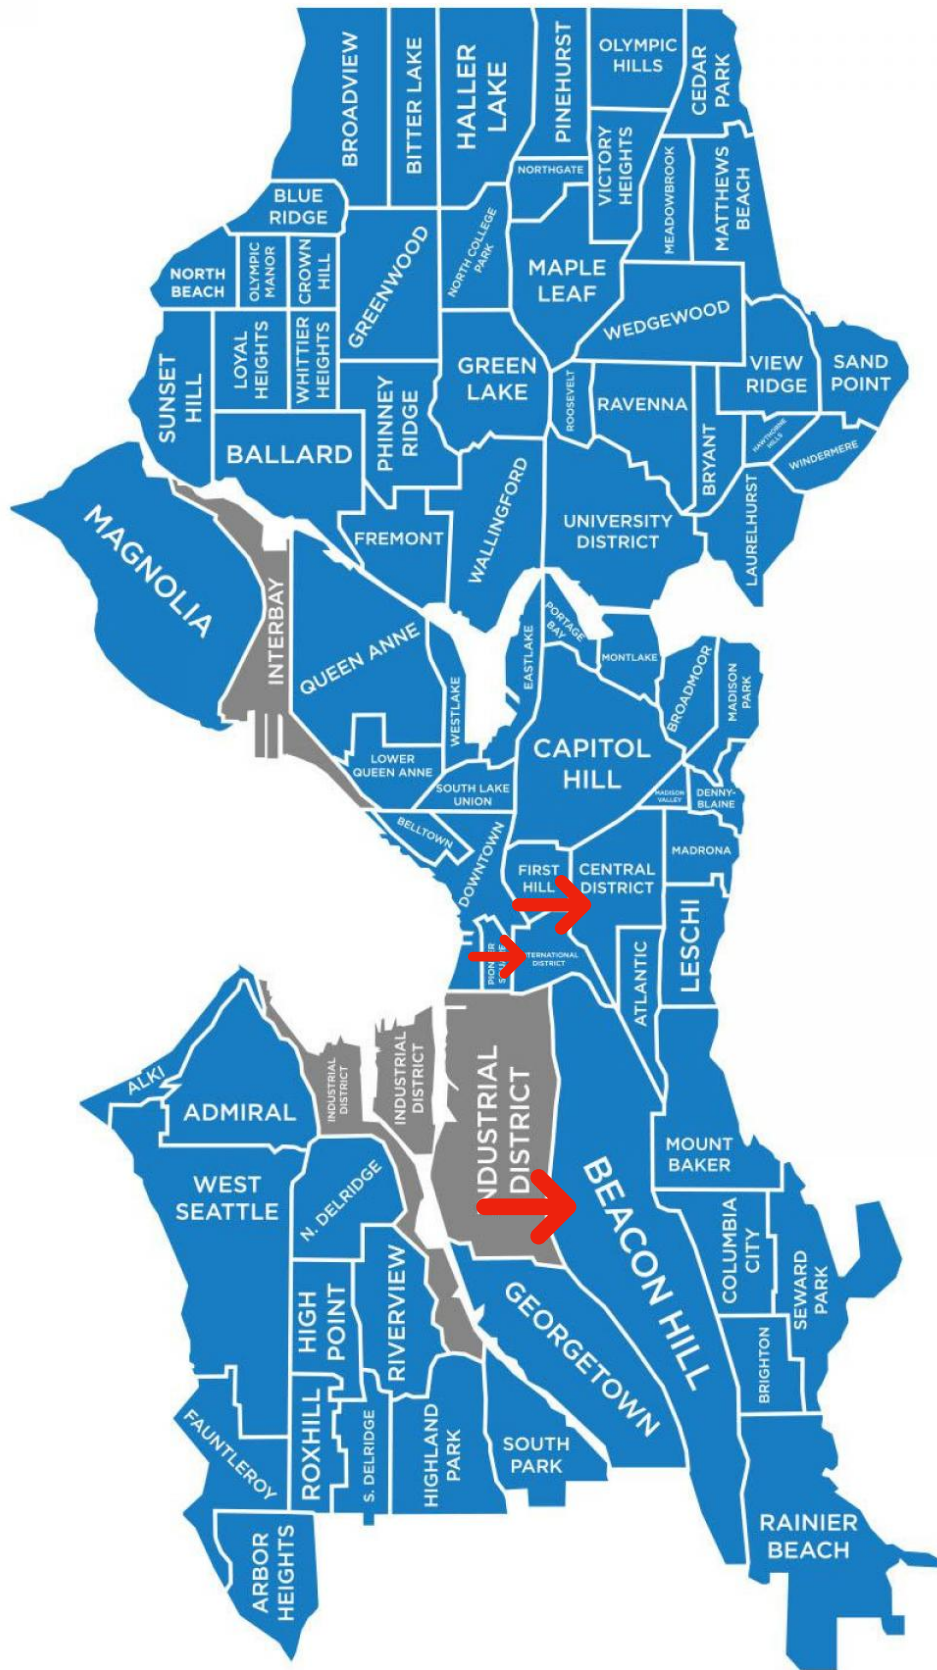 BROADVIEW
BITTER LAKE
HALLER
LAKE
PINEHURST
OLYMPIC
HILLS
CEDAR
PARK
NORTHGATE
VICTORY
HEIGHTS
MEADOWBROOK
MATTHEWS
BEACH
BLUE
RIDGE
NORTH
BEACH
OLYMPIC
MANOR
CROWN
HILL
GREENWOOD
NORTH COLLEGE
PARK
MAPLE
LEAF
WEDGEWOOD
SUNSET
HILL
LOYAL
HEIGHTS
WHITTIER
HEIGHTS
PHINNEY
RIDGE
GREEN
LAKE
ROOSEVELT
RAVENNA
BRYANT
VIEW
RIDGE
SAND
POINT
HAWTHORNE
HILLS
WINDERMERE
BALLARD
MAGNOLIA
INTERBAY
FREMONT
WALLINGFORD
UNIVERSITY
DISTRICT
LAURELHURST
QUEEN ANNE
WESTLAKE
EASTLAKE
PORTAGE
BAY
MONTLAKE
BROADMOOR
MADISON
PARK
LOWER
QUEEN ANNE
SOUTH LAKE
UNION
CAPITOL
HILL
MADISON
VALLEY
DENNY-
BLAINE
BELLTOWN
DOWNTOWN
FIRST
HILL
CENTRAL
DISTRICT
MADRONA
LESCHI
DISTRICT
ATLANTIC
ALKI
ADMIRAL
INDUSTRIAL
DISTRICT
INDUSTRIAL
DISTRICT
NDUSTRIAL
DISTRICT
BEACON HILL
MOUNT
BAKER
WEST
SEATTLE
N. DELRIDGE
COLUMBIA
CITY
SEWARD
PARK
HIGH
POINT
RIVERVIEW
GEORGETOWN
BRIGHTON
FAUNTLEROY
ROXHILL
S. DELRIDGE
HIGHLAND
PARK
SOUTH
PARK
ARBOR
HEIGHTS
RAINIER
BEACH